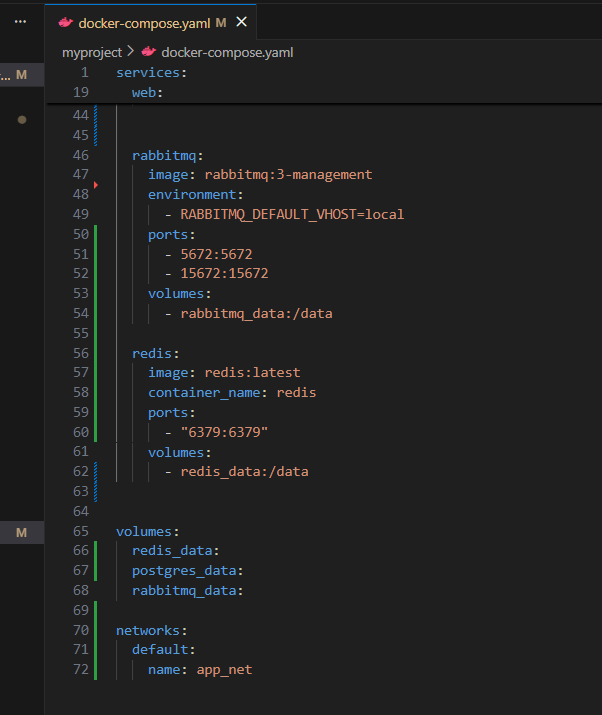 ... docker-compose.yaml M ×
myproject > docker-compose.yaml
... M
1 services:
19 web:
44
45
46 rabbitmq:
47 image: rabbitmq:3-management
48 environment:
49 - RABBITMQ_DEFAULT_VHOST=local
50 ports:
51 - 5672:5672
52 - 15672:15672
53 volumes:
54 - rabbitmq_data:/data
55
56 redis:
57 image: redis:latest
58 container_name: redis
59 ports:
60 - "6379:6379"
61 volumes:
62 - redis_data:/data
63
64
M
65 volumes:
66 redis_data:
67 postgres_data:
68 rabbitmq_data:
69
70 networks:
71 default:
72 name: app_net